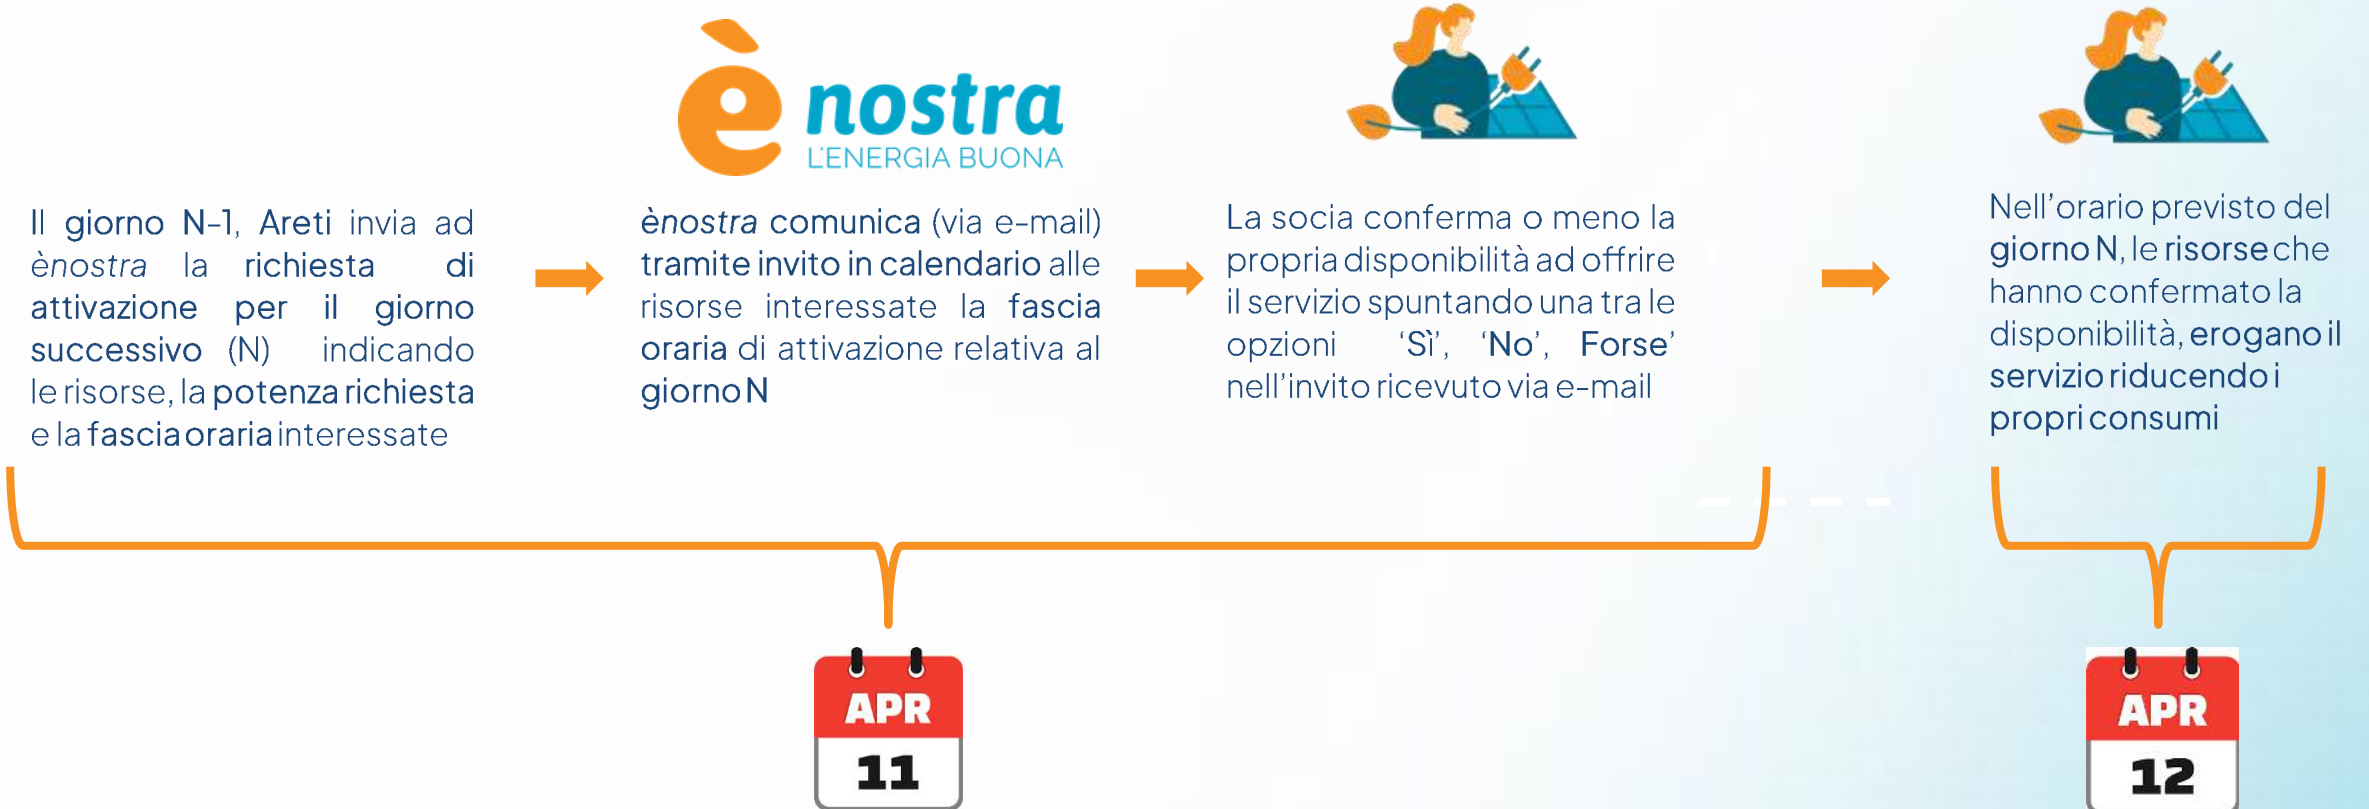 è nostra
L'ENERGIA BUONA
Il giorno N-1, Areti invia ad
ènostra la richiesta di
attivazione per il giorno
successivo (N) indicando
le risorse, la potenza richiesta
e la fascia oraria interessate
ènostra comunica (via e-mail)
tramite invito in calendario alle
risorse interessate la fascia
oraria di attivazione relativa al
giorno N
La socia conferma o meno la
propria disponibilità ad offrire
il servizio spuntando una tra le
opzioni ‘Sì’, ‘No’, Forse’
nell’invito ricevuto via e-mail
Nell’orario previsto del
giorno N, le risorse che
hanno confermato la
disponibilità, erogano il
servizio riducendo i
propri consumi
APR
11
APR
12